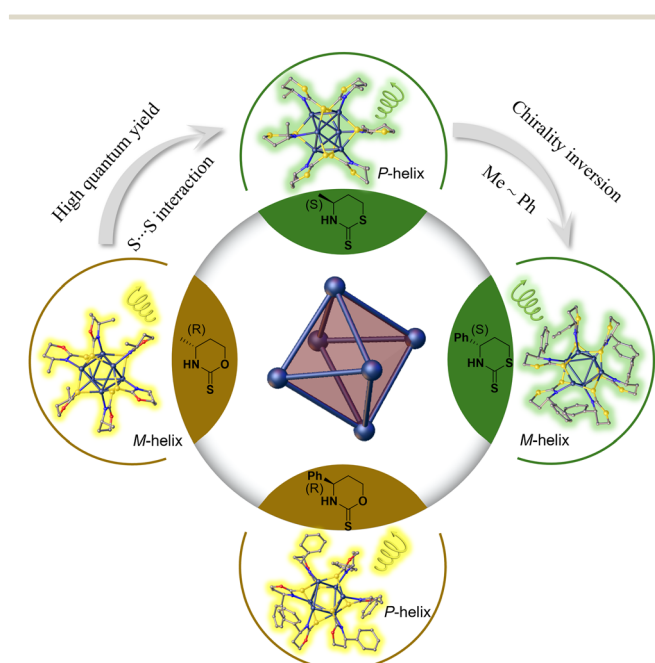 High quantum yield
S···S interaction
Chirality inversion
Me ~ Ph
P-helix
(S)
HN
S
S
(R)
HN
O
S
M-helix
Ph
(S)
HN
S
S
M-helix
Ph
(R)
HN
O
S
P-helix